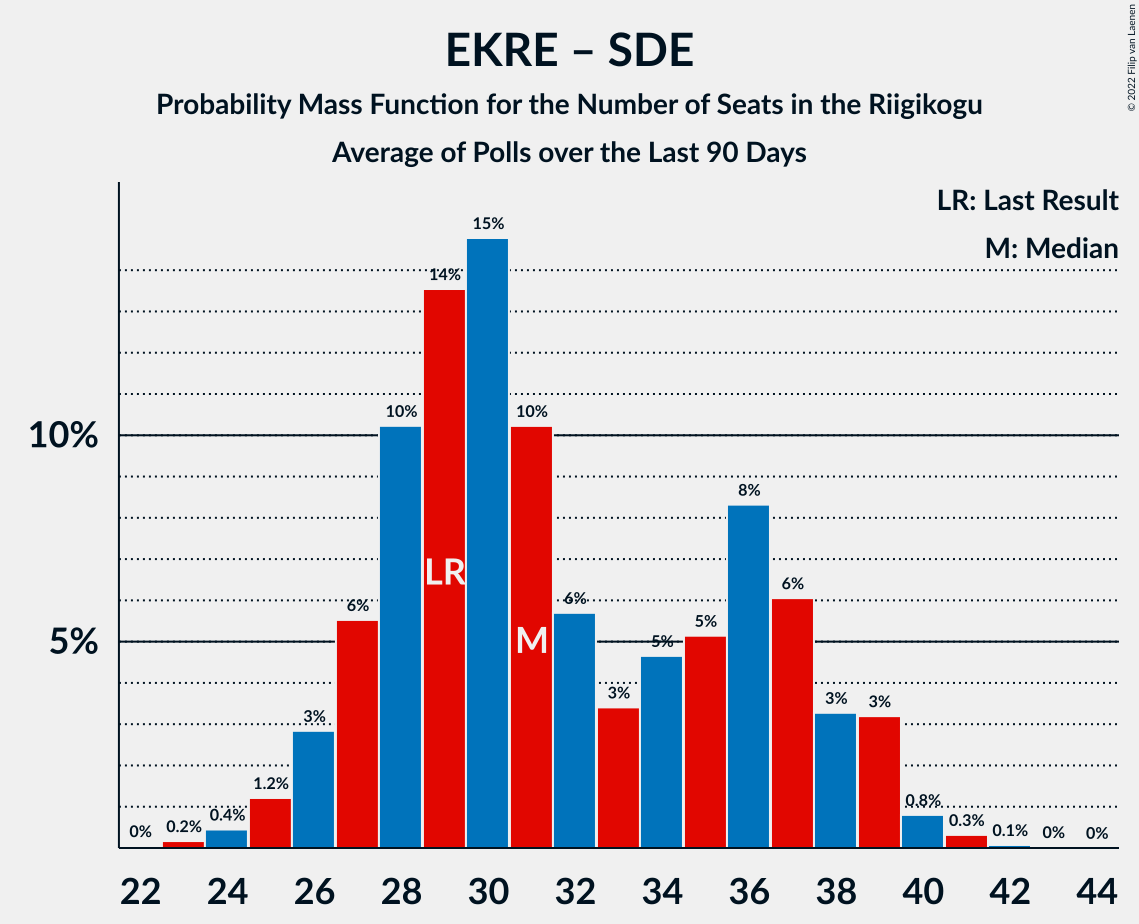 EKRE – SDE
Probability Mass Function for the Number of Seats in the Riigikogu
Average of Polls over the Last 90 Days
© 2022 Filip van Laenen
LR: Last Result
M: Median
15%
14%
10%
10%
10%
8%
LR
6%
6%
6%
5%
5%
5%
M
3%
3%
3%
3%
1.2%
0.8%
0.4%
0.3%
0.2%
0.1%
0%
0%
0%
22 24 26 28 30 32 34 36 38 40 42 44